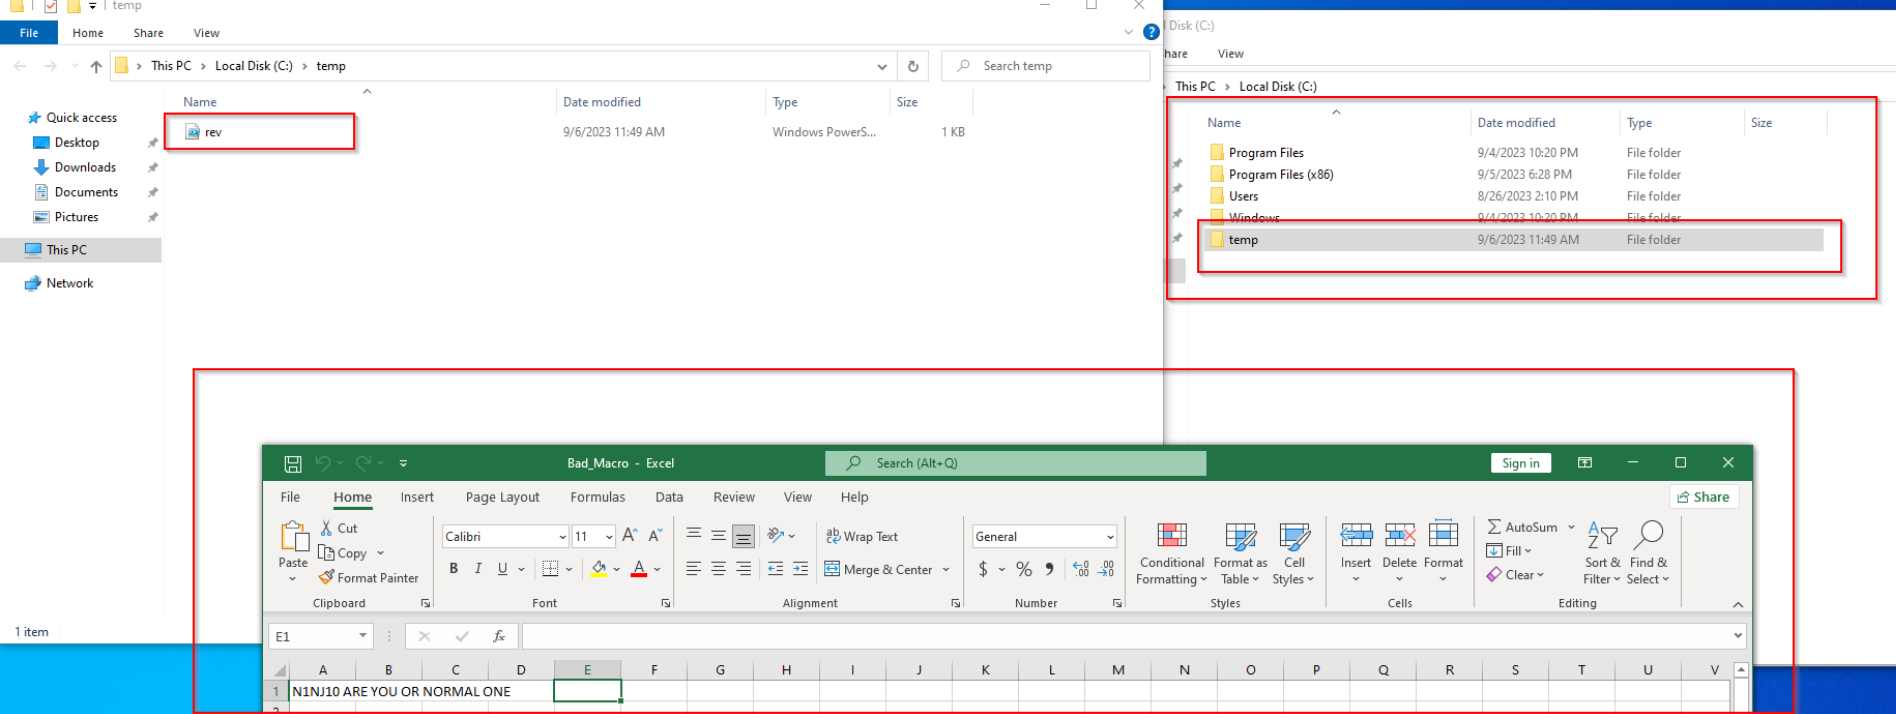 temp
File Home Share View
This PC > Local Disk (C:) > temp
Search temp
Name Date modified Type Size
rev 9/6/2023 11:49 AM Windows PowerS... 1 KB
Quick access
Desktop
Downloads
Documents
Pictures
This PC
Network
1 item
l Disk (C:)
hare View
This PC > Local Disk (C:)
Name Date modified Type Size
Program Files 9/4/2023 10:20 PM File folder
Program Files (x86) 9/5/2023 6:28 PM File folder
Users 8/26/2023 2:10 PM File folder
Windows 9/4/2023 10:20 PM File folder
temp 9/6/2023 11:49 AM File folder
Bad_Macro - Excel
Search (Alt+Q)
Sign in
File Home Insert Page Layout Formulas Data Review View Help
Share
Paste
Cut
Copy
Format Painter
Clipboard
Calibri 11
B I U A
Font
Wrap Text
Merge & Center
Alignment
General
$ % 9
Number
Conditional Formatting
Format as Table
Cell Styles
Styles
Insert Delete Format
Cells
AutoSum
Fill
Clear
Sort & Filter
Find & Select
Editing
E1
fx
A B C D E F G H I J K L M N O P Q R S T U V
1 N1NJ10 ARE YOU OR NORMAL ONE
2